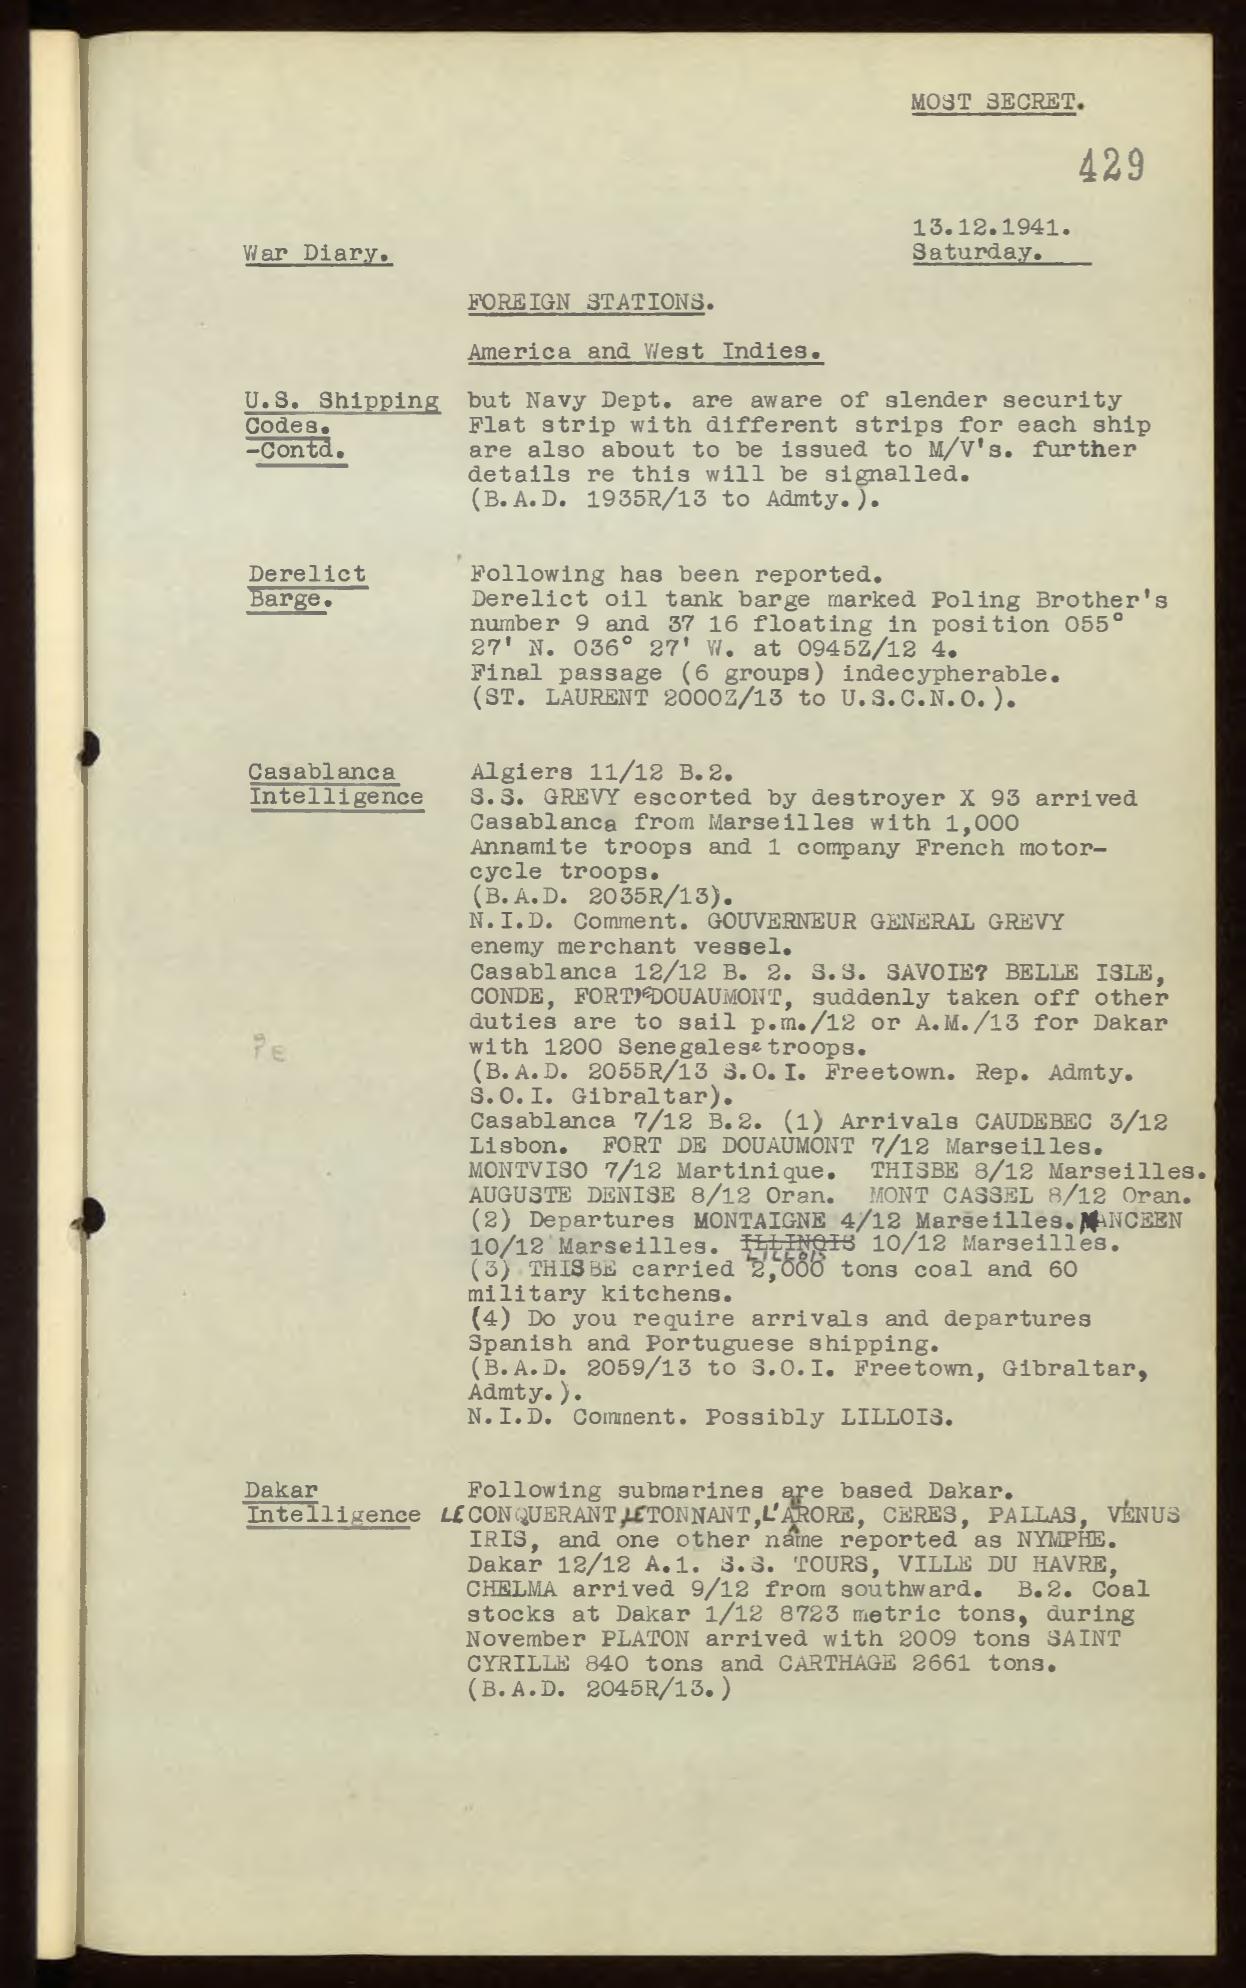 MOST SECRET.
429
13.12.1941.
War Diary.
Saturday.
FOREIGN STATIONS.
America and West Indies.
U.S. Shipping Codes. -Contd.
but Navy Dept. are aware of slender security
Flat strip with different strips for each ship
are also about to be issued to M/V's. further
details re this will be signalled.
(B.A.D. 1935R/13 to Admty.).
Derelict Barge.
Following has been reported.
Derelict oil tank barge marked Poling Brother's
number 9 and 37 16 floating in position 055°
27' N. 036° 27' W. at 0945Z/12 4.
Final passage (6 groups) indecypherable.
(ST. LAURENT 2000Z/13 to U.S.C.N.O.).
Casablanca Intelligence
Algiers 11/12 B.2.
S.S. GREVY escorted by destroyer X 93 arrived
Casablanca from Marseilles with 1,000
Annamite troops and 1 company French motor-
cycle troops.
(B.A.D. 2035R/13).
N.I.D. Comment. GOUVERNEUR GENERAL GREVY
enemy merchant vessel.
Casablanca 12/12 B. 2. S.S. SAVOIE? BELLE ISLE,
CONDE, FORT DE DOUAUMONT, suddenly taken off other
duties are to sail p.m./12 or A.M./13 for Dakar
with 1200 Senegalese troops.
(B.A.D. 2055R/13 S.O.I. Freetown. Rep. Admty.
S.O.I. Gibraltar).
Casablanca 7/12 B.2. (1) Arrivals CAUDEBEC 3/12
Lisbon. FORT DE DOUAUMONT 7/12 Marseilles.
MONTVISO 7/12 Martinique. THISBE 8/12 Marseilles.
AUGUSTE DENISE 8/12 Oran. MONT CASSEL 8/12 Oran.
(2) Departures MONTAIGNE 4/12 Marseilles. NANCEEN
10/12 Marseilles. ILLINOIS 10/12 Marseilles.
LILLOIS
(3) THISBE carried 2,000 tons coal and 60
military kitchens.
(4) Do you require arrivals and departures
Spanish and Portuguese shipping.
(B.A.D. 2059/13 to S.O.I. Freetown, Gibraltar,
Admty.).
N.I.D. Comment. Possibly LILLOIS.
Dakar Intelligence
Following submarines are based Dakar.
LE CONQUERANT, LE TONNANT, L'AURORE, CERES, PALLAS, VÉNUS
IRIS, and one other name reported as NYMPHE.
Dakar 12/12 A.1. S.S. TOURS, VILLE DU HAVRE,
CHELMA arrived 9/12 from southward. B.2. Coal
stocks at Dakar 1/12 8723 metric tons, during
November PLATON arrived with 2009 tons SAINT
CYRILLE 840 tons and CARTHAGE 2661 tons.
(B.A.D. 2045R/13.)